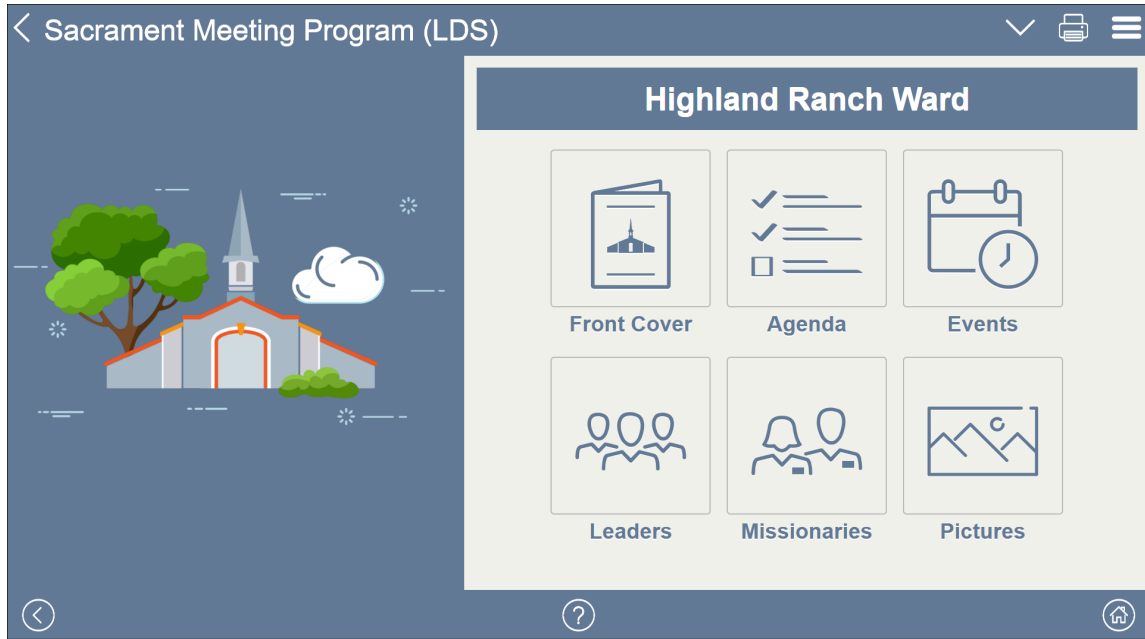 Sacrament Meeting Program (LDS)
Highland Ranch Ward
Front Cover
Agenda
Events
Leaders
Missionaries
Pictures
?